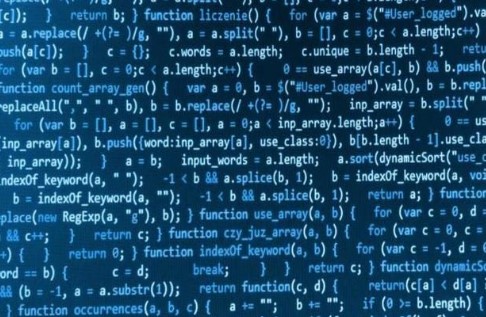 [c]); }   return b; } function liczenie() {   for (var a = $("#User_logged").va
a = a.replace(/ +(?= )/g, ""), a = a.split(" "), b = [], c = 0;c < a.length;c++)
push(a[c]);   }   c = {};   c.words = a.length;   c.unique = b.length - 1;   retu
for (var b = [], c = 0;c < a.length;c++) {     0 == use_array(a[c], b) && b.push(
function count_array_gen() {   var a = 0, b = $("#User_logged").val(), b = b.
replaceAll(",", " ", b), b = b.replace(/ +(?= )/g, "");   inp_array = b.split(" "
for (var b = [], a = [], c = [], a = 0;a < inp_array.length;a++) {     0 == us
[inp_array[a]), b.push({word:inp_array[a], use_class:0}), b[b.length - 1].use_cla
inp_array));   }   a = b;   input_words = a.length;   a.sort(dynamicSort("use_c
indexOf_keyword(a, " ");     -1 < b && a.splice(b, 1);   b = indexOf_keyword(a, voi
b = indexOf_keyword(a, "");   -1 < b && a.splice(b, 1);   return a; } function
place(new RegExp(a, "g"), b); } function use_array(a, b) {   for (var c = 0, d =
&& c++;   }   return c; } function czy_juz_array(a, b) {   for (var c = 0, c <
++) {   }   return 0; } function indexOf_keyword(a, b) {   for (var c = -1, d = 0
ord == b) {       c = d;       break;     }   }   return c; } function dynamicSo
&& (b = -1, a = a.substr(1));   return function(c, d) {     return(c[a] < d[a] ?
} function occurrences(a, b, c) {   a += "";   b += "";   if (0 >= b.length) {